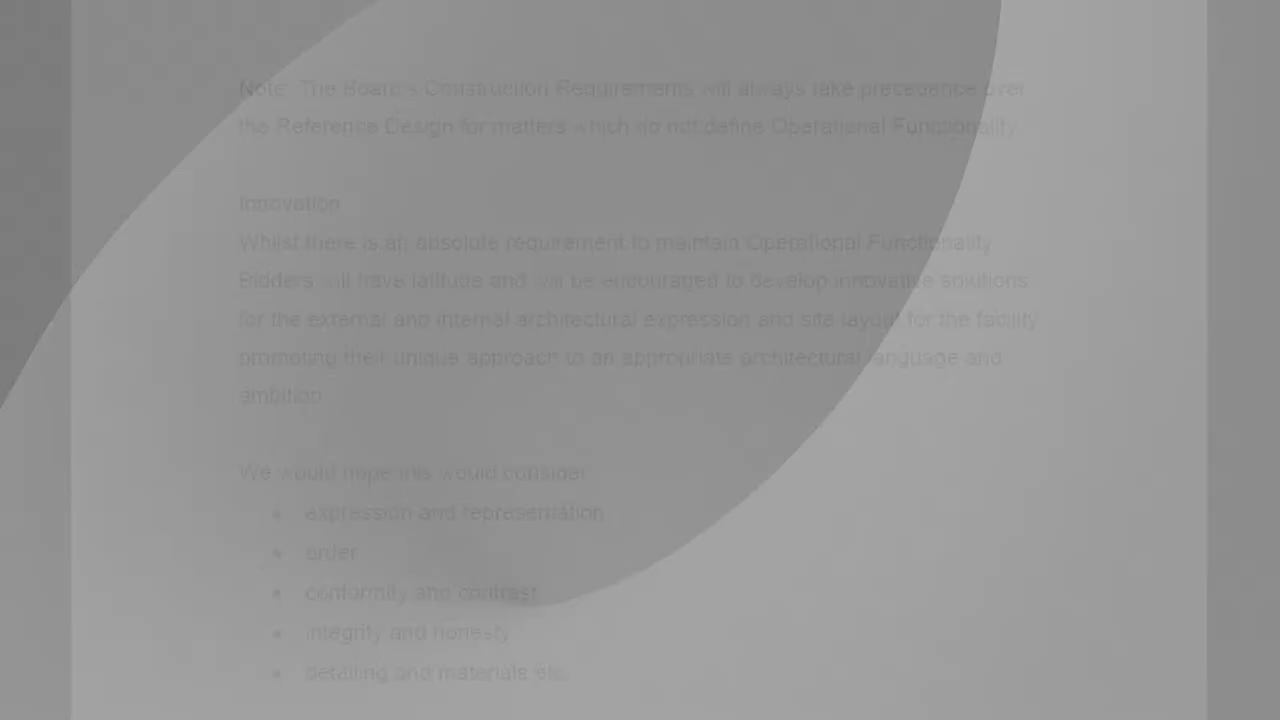 Note: The Board's Construction Requirements will always take precedence over
the Reference Design for matters which do not define Operational Functionality.
Innovation
Whilst there is an absolute requirement to maintain Operational Functionality
Bidders will have latitude and will be encouraged to develop innovative solutions
for the external and internal architectural expression and site layout for the facility
promoting their unique approach to an appropriate architectural language and
ambition.
We would hope this would consider
• expression and representation
• order
• conformity and contrast
• integrity and honesty
• detailing and materials etc.